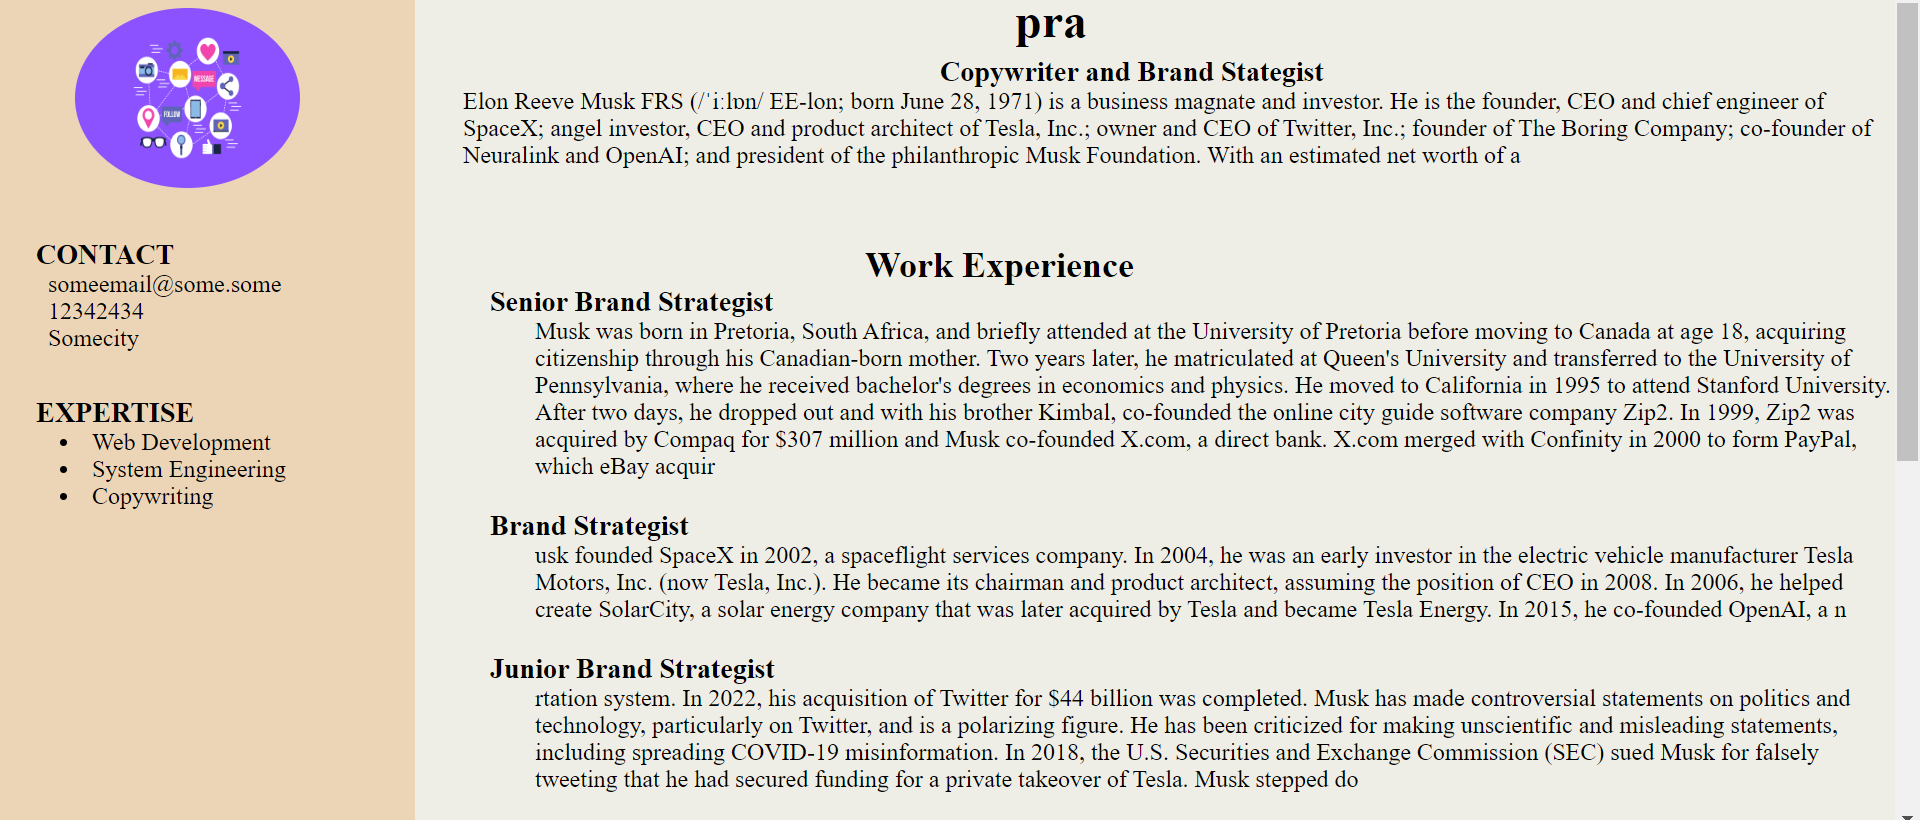 MESSAGE
FOLLOW
CONTACT
someemail@some.some
12342434
Somecity
EXPERTISE
• Web Development
• System Engineering
• Copywriting
pra
Copywriter and Brand Stategist
Elon Reeve Musk FRS (/ˈiːlɒn/ EE-lon; born June 28, 1971) is a business magnate and investor. He is the founder, CEO and chief engineer of
SpaceX; angel investor, CEO and product architect of Tesla, Inc.; owner and CEO of Twitter, Inc.; founder of The Boring Company; co-founder of
Neuralink and OpenAI; and president of the philanthropic Musk Foundation. With an estimated net worth of a
Work Experience
Senior Brand Strategist
Musk was born in Pretoria, South Africa, and briefly attended at the University of Pretoria before moving to Canada at age 18, acquiring
citizenship through his Canadian-born mother. Two years later, he matriculated at Queen's University and transferred to the University of
Pennsylvania, where he received bachelor's degrees in economics and physics. He moved to California in 1995 to attend Stanford University.
After two days, he dropped out and with his brother Kimbal, co-founded the online city guide software company Zip2. In 1999, Zip2 was
acquired by Compaq for $307 million and Musk co-founded X.com, a direct bank. X.com merged with Confinity in 2000 to form PayPal,
which eBay acquir
Brand Strategist
usk founded SpaceX in 2002, a spaceflight services company. In 2004, he was an early investor in the electric vehicle manufacturer Tesla
Motors, Inc. (now Tesla, Inc.). He became its chairman and product architect, assuming the position of CEO in 2008. In 2006, he helped
create SolarCity, a solar energy company that was later acquired by Tesla and became Tesla Energy. In 2015, he co-founded OpenAI, a n
Junior Brand Strategist
rtation system. In 2022, his acquisition of Twitter for $44 billion was completed. Musk has made controversial statements on politics and
technology, particularly on Twitter, and is a polarizing figure. He has been criticized for making unscientific and misleading statements,
including spreading COVID-19 misinformation. In 2018, the U.S. Securities and Exchange Commission (SEC) sued Musk for falsely
tweeting that he had secured funding for a private takeover of Tesla. Musk stepped do